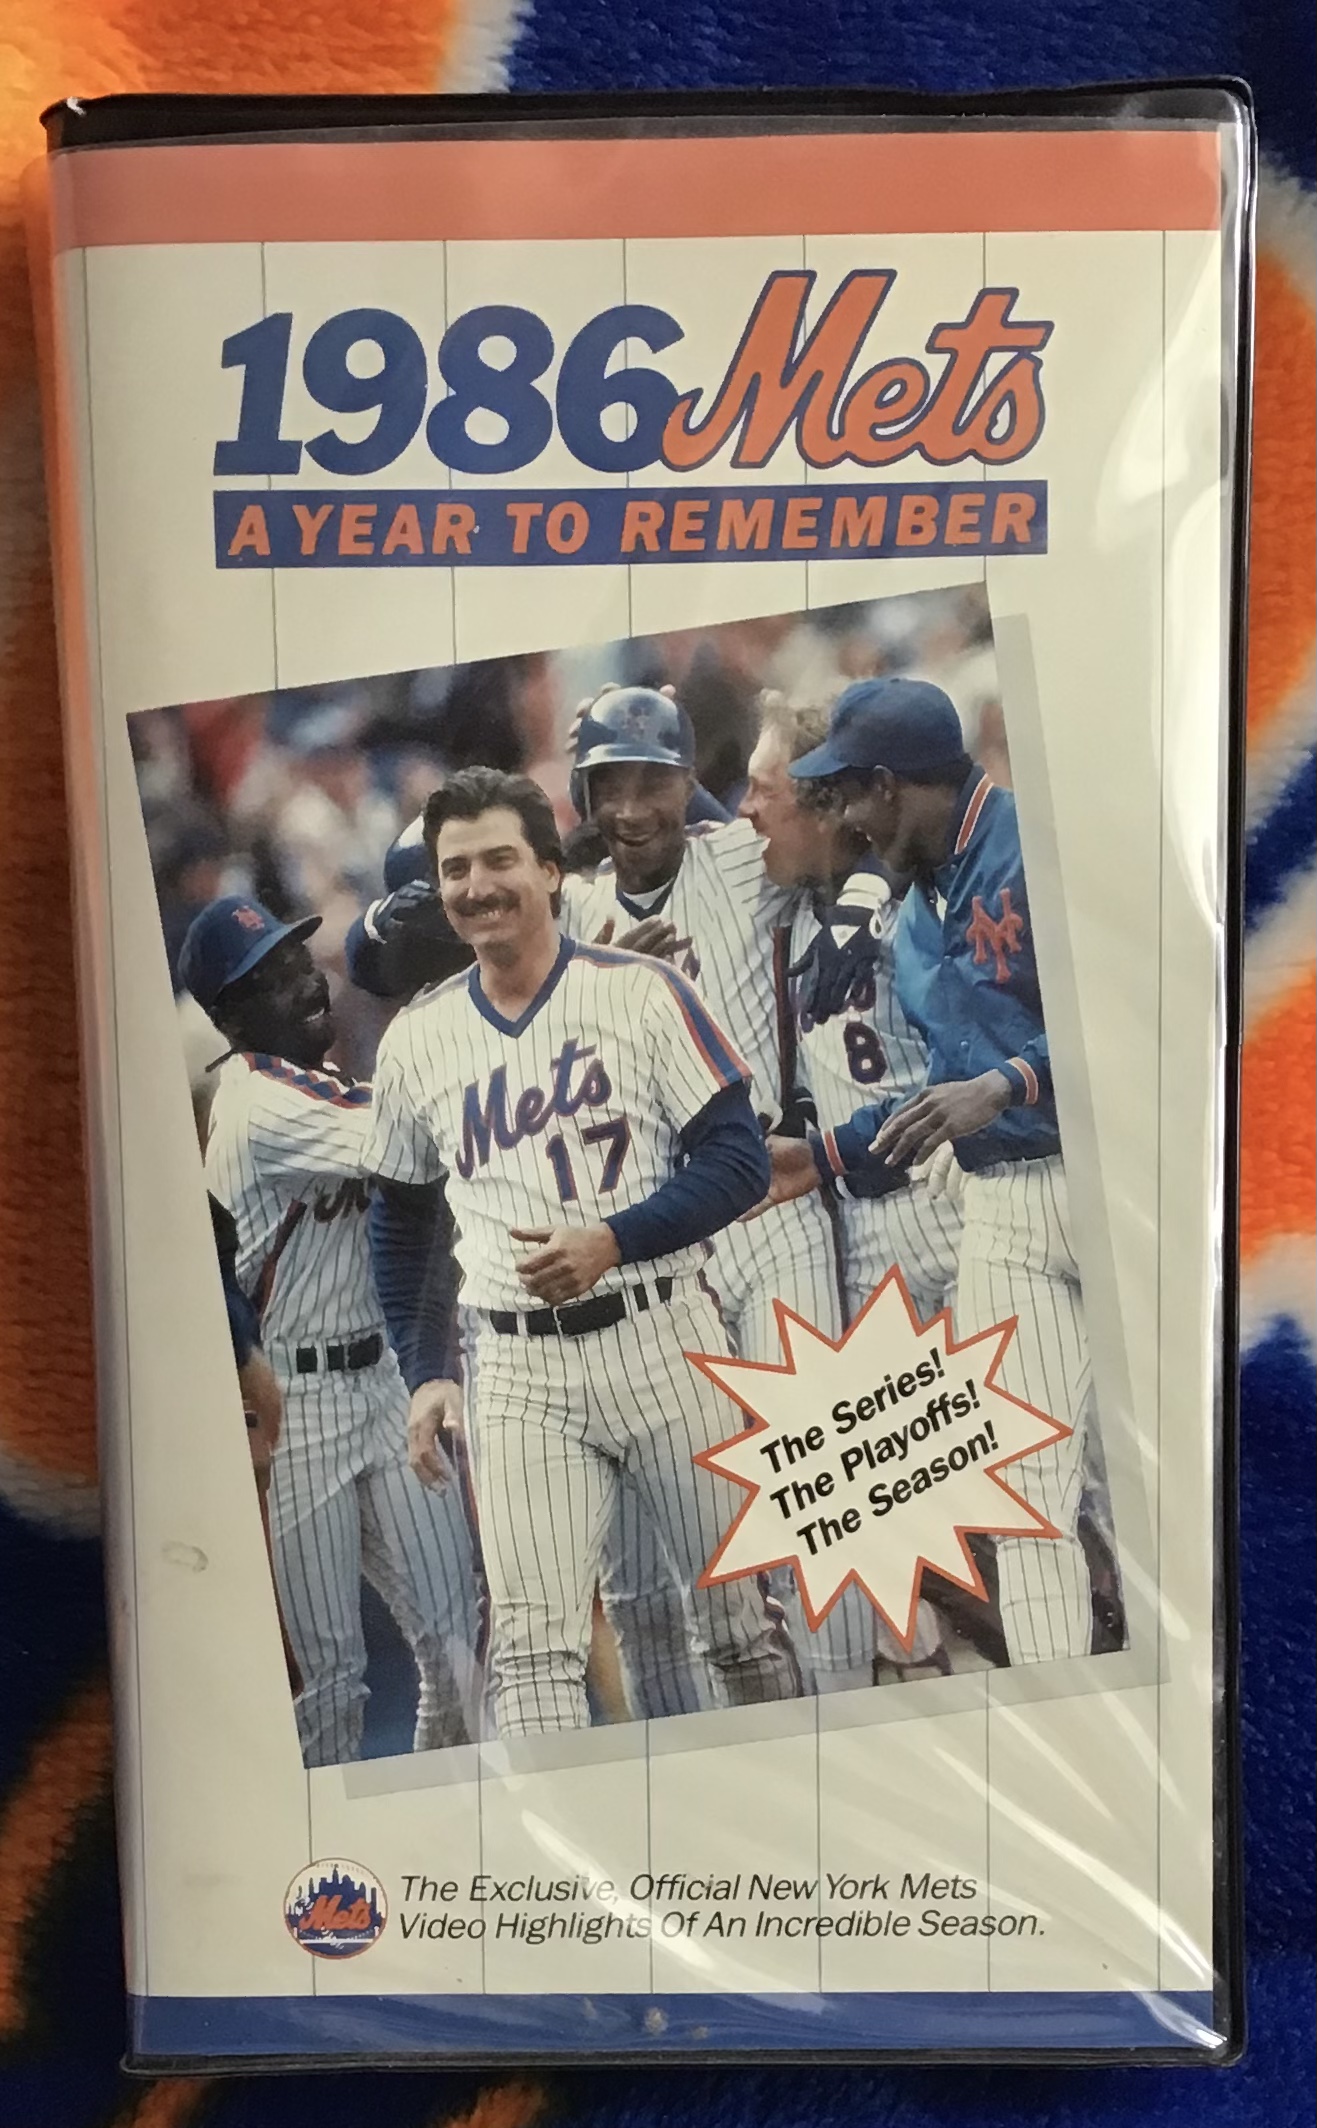 1986 Mets
A YEAR TO REMEMBER
Mets
17
8
The Series!
The Playoffs!
The Season!
Mets
The Exclusive, Official New York Mets
Video Highlights Of An Incredible Season.